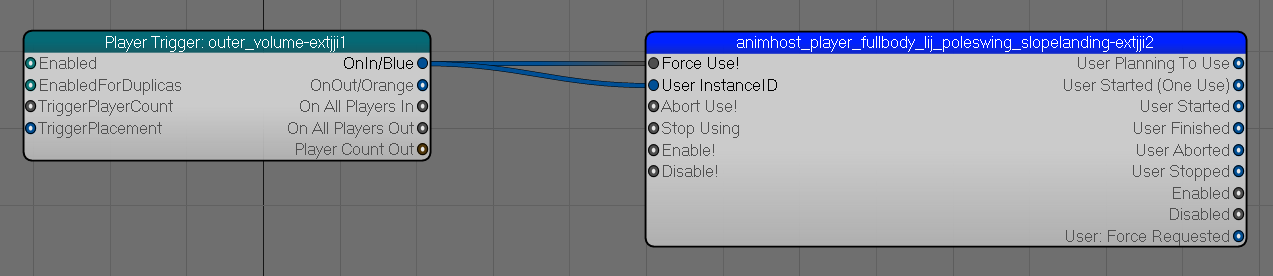 Player Trigger: outer_volume-extjji1
Enabled OnIn/Blue
EnabledForDuplicas OnOut/Orange
TriggerPlayerCount On All Players In
TriggerPlacement On All Players Out
Player Count Out
animhost_player_fullbody_lij_poleswing_slopelanding-extjji2
Force Use! User Planning To Use
User InstanceID User Started (One Use)
Abort Use! User Started
Stop Using User Finished
Enable! User Aborted
Disable! User Stopped
Enabled
Disabled
User: Force Requested